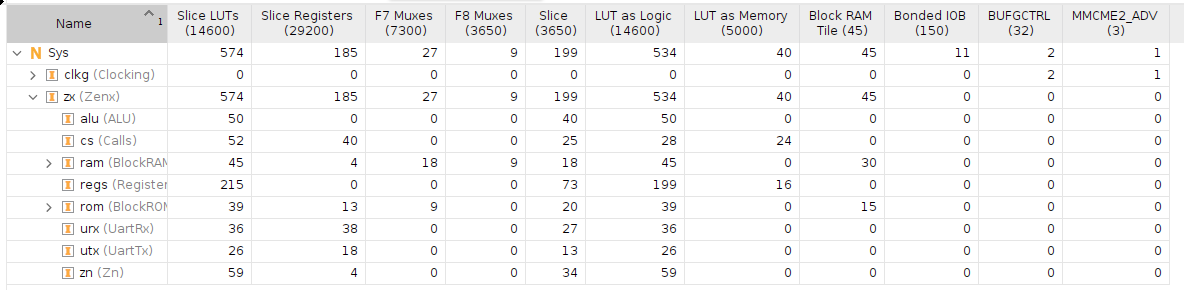 Name 1 Slice LUTs (14600) Slice Registers (29200) F7 Muxes (7300) F8 Muxes (3650) Slice (3650) LUT as Logic (14600) LUT as Memory (5000) Block RAM Tile (45) Bonded IOB (150) BUFGCTRL (32) MMCME2_ADV (3)
N Sys 574 185 27 9 199 534 40 45 11 2 1
I clkg (Clocking) 0 0 0 0 0 0 0 0 0 2 1
I zx (Zenx) 574 185 27 9 199 534 40 45 0 0 0
I alu (ALU) 50 0 0 0 40 50 0 0 0 0 0
I cs (Calls) 52 40 0 0 25 28 24 0 0 0 0
I ram (BlockRAM 45 4 18 9 18 45 0 30 0 0 0
I regs (Register 215 0 0 0 73 199 16 0 0 0 0
I rom (BlockROM 39 13 9 0 20 39 0 15 0 0 0
I urx (UartRx) 36 38 0 0 27 36 0 0 0 0 0
I utx (UartTx) 26 18 0 0 13 26 0 0 0 0 0
I zn (Zn) 59 4 0 0 34 59 0 0 0 0 0